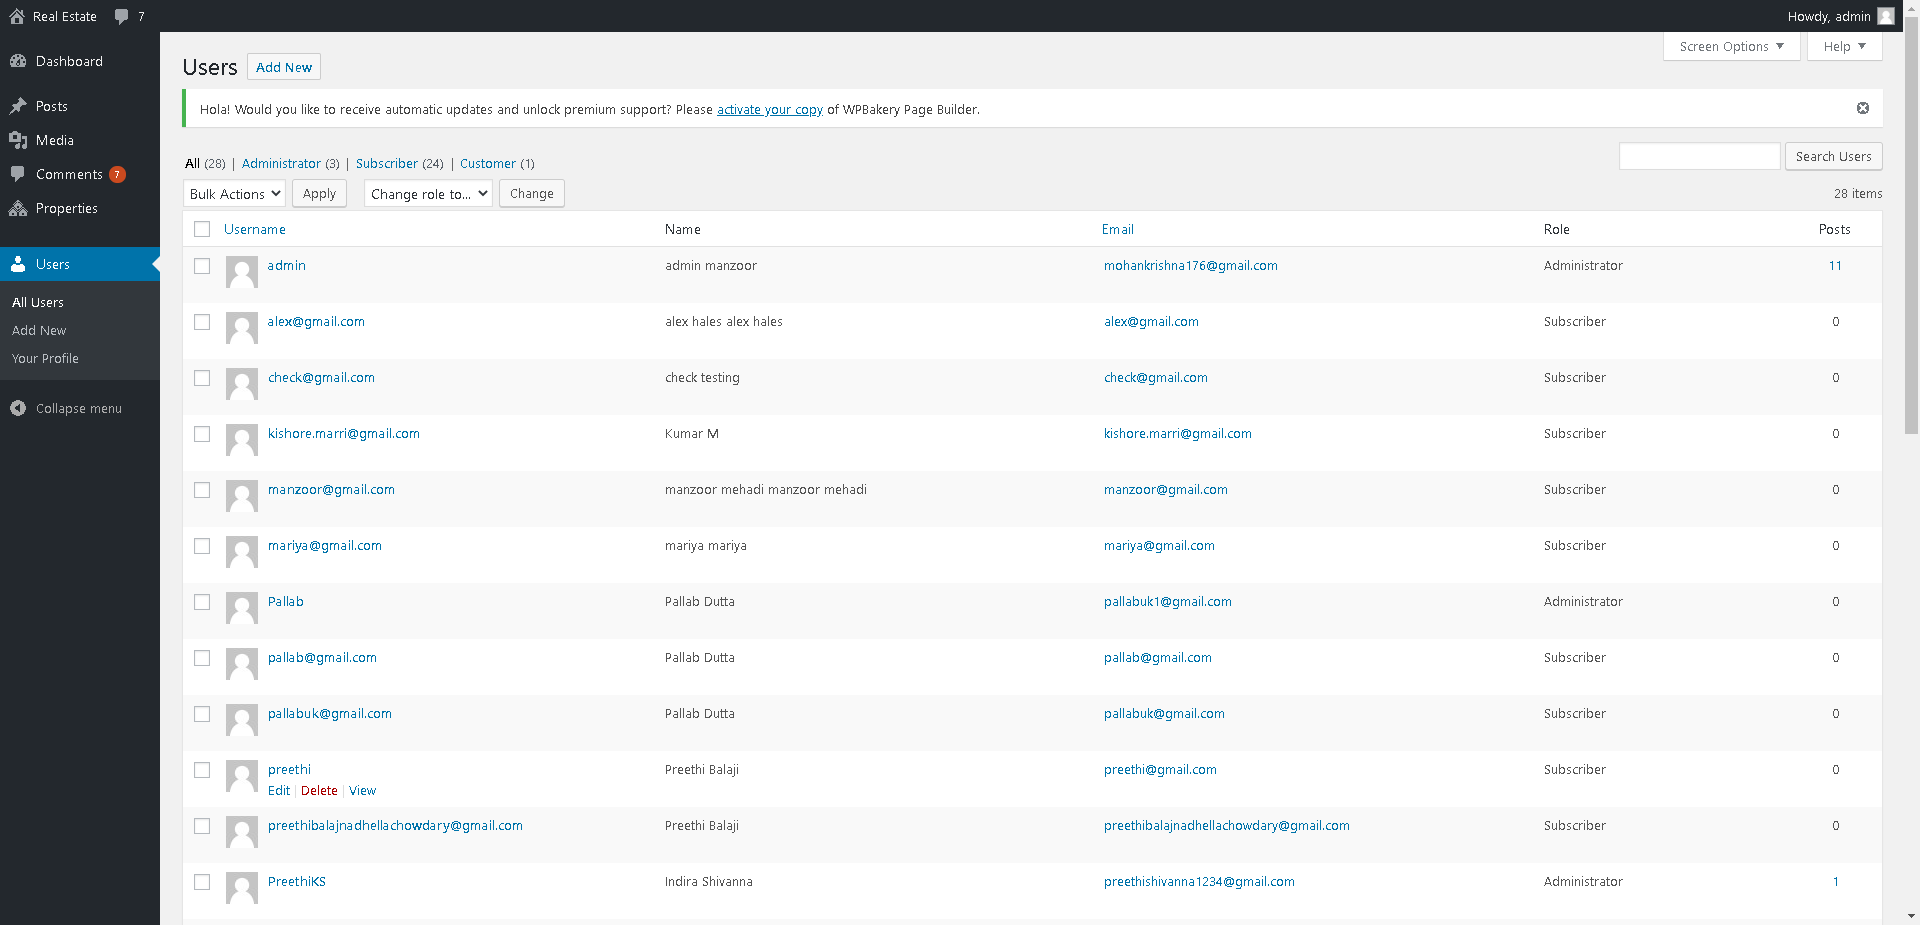 Real Estate 7 Howdy, admin
Screen Options Help
Dashboard
Posts
Media
Comments 7
Properties
Users
All Users
Add New
Your Profile
Collapse menu
Users Add New
Hola! Would you like to receive automatic updates and unlock premium support? Please activate your copy of WPBakery Page Builder.
All (28) | Administrator (3) | Subscriber (24) | Customer (1)
Search Users
Bulk Actions Apply Change role to... Change 28 items
Username Name Email Role Posts
admin admin manzoor mohankrishna176@gmail.com Administrator 11
alex@gmail.com alex hales alex hales alex@gmail.com Subscriber 0
check@gmail.com check testing check@gmail.com Subscriber 0
kishore.marri@gmail.com Kumar M kishore.marri@gmail.com Subscriber 0
manzoor@gmail.com manzoor mehadi manzoor mehadi manzoor@gmail.com Subscriber 0
mariya@gmail.com mariya mariya mariya@gmail.com Subscriber 0
Pallab Pallab Dutta pallabuk1@gmail.com Administrator 0
pallab@gmail.com Pallab Dutta pallab@gmail.com Subscriber 0
pallabuk@gmail.com Pallab Dutta pallabuk@gmail.com Subscriber 0
preethi Preethi Balaji preethi@gmail.com Subscriber 0
Edit | Delete | View
preethibalajnadhellachowdary@gmail.com Preethi Balaji preethibalajnadhellachowdary@gmail.com Subscriber 0
PreethiKS Indira Shivanna preethishivanna1234@gmail.com Administrator 1